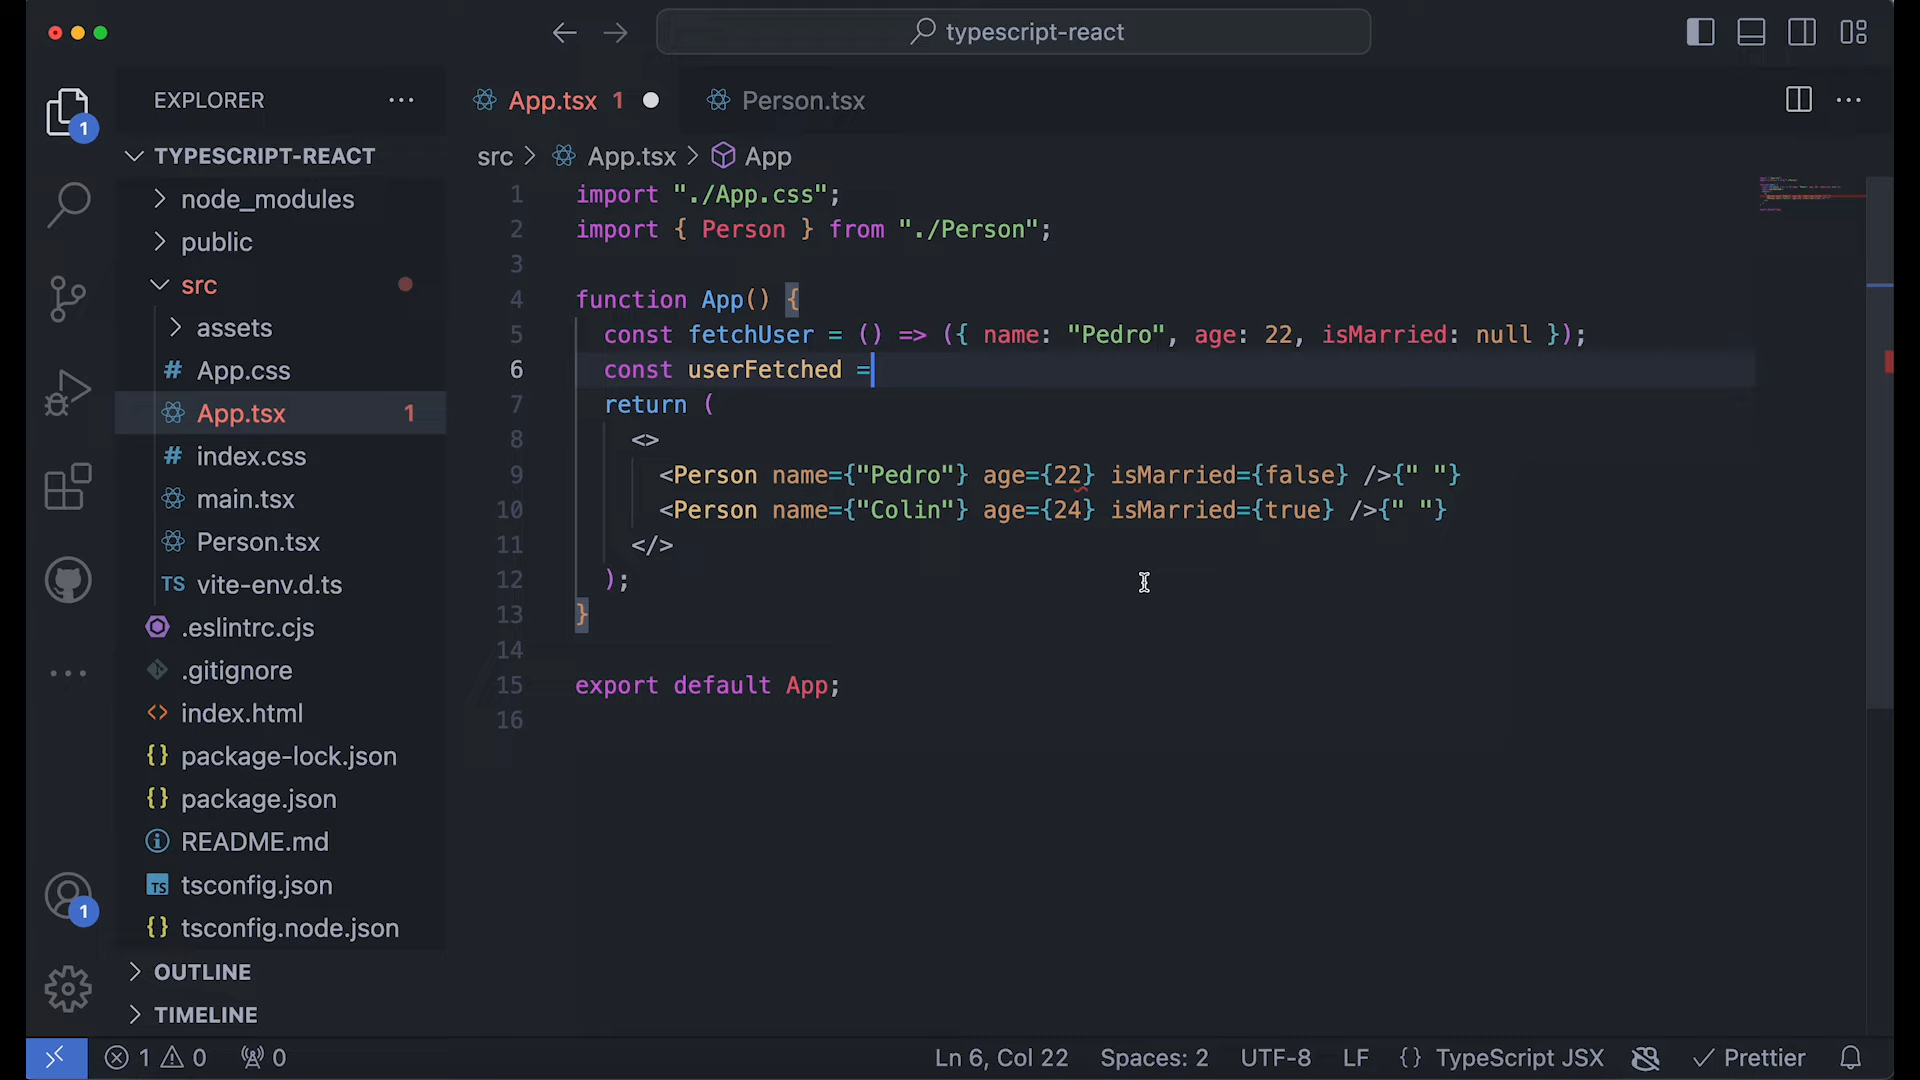 typescript-react
EXPLORER
App.tsx 1
Person.tsx
1
TYPESCRIPT-REACT
src > App.tsx > App
node_modules
public
src
assets
App.css
App.tsx 1
index.css
main.tsx
Person.tsx
TS vite-env.d.ts
.eslintrc.cjs
.gitignore
index.html
package-lock.json
package.json
README.md
TS tsconfig.json
tsconfig.node.json
OUTLINE
TIMELINE
1
1 import "./App.css";
2 import { Person } from "./Person";
3
4 function App() {
5 const fetchUser = () => ({ name: "Pedro", age: 22, isMarried: null });
6 const userFetched =
7 return (
8 <>
9 <Person name={"Pedro"} age={22} isMarried={false} />{" "}
10 <Person name={"Colin"} age={24} isMarried={true} />{" "}
11 </>
12 );
13 }
14
15 export default App;
16
1 0 0
Ln 6, Col 22 Spaces: 2 UTF-8 LF {} TypeScript JSX Prettier